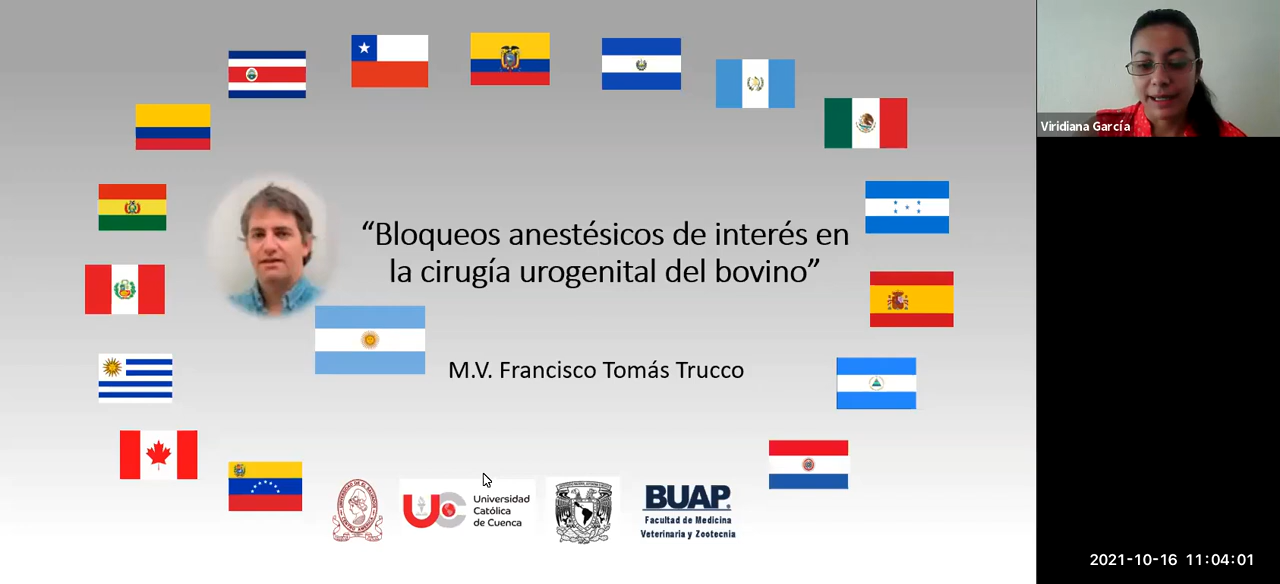 “Bloqueos anestésicos de interés en
la cirugía urogenital del bovino”
M.V. Francisco Tomás Trucco
Universidad
Católica
de Cuenca
BUAP
Facultad de Medicina
Veterinaria y Zootecnia
Viridiana García
2021-10-16 11:04:01